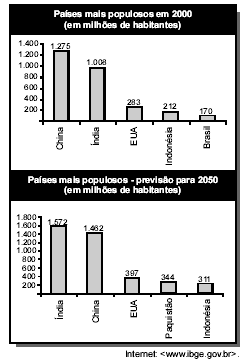 Países mais populosos em 2000
(em milhões de habitantes)
1.400
1.200
1.000
800
600
400
200
1.275
1.008
283
212
170
China
Índia
EUA
Indonésia
Brasil
Países mais populosos - previsão para 2050
(em milhões de habitantes)
1.800
1.600
1.400
1.200
1.000
800
600
400
200
1.572
1.462
397
344
311
Índia
China
EUA
Paquistão
Indonésia
Internet: <www.ibge.gov.br>.